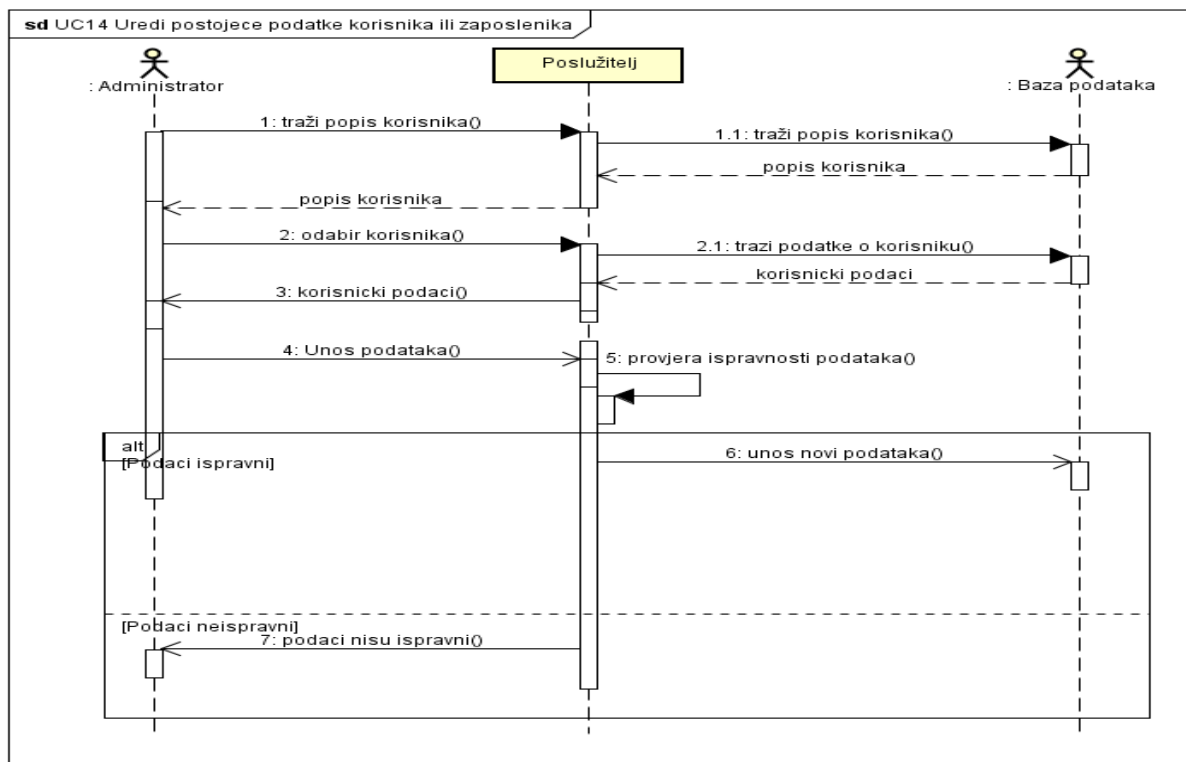 sd UC14 Uredi postojece podatke korisnika ili zaposlenika
: Administrator
Poslužitelj
: Baza podataka
1: traži popis korisnika()
1.1: traži popis korisnika()
popis korisnika
popis korisnika
2: odabir korisnika()
2.1: trazi podatke o korisniku()
korisnicki podaci
3: korisnicki podaci()
4: Unos podataka()
5: provjera ispravnosti podataka()
alt
[Podaci ispravni]
6: unos novi podataka()
[Podaci neispravni]
7: podaci nisu ispravni()